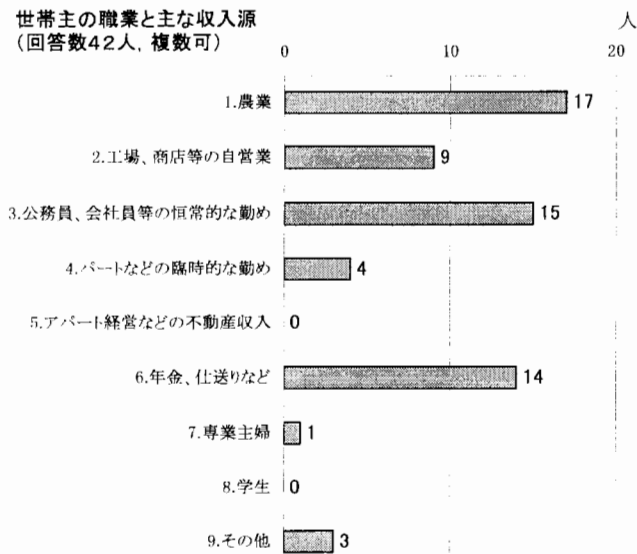 世帯主の職業と主な収入源
(回答数42人, 複数可)
人
0 10 20
1.農業 17
2.工場、商店等の自営業 9
3.公務員、会社員等の恒常的な勤め 15
4.パートなどの臨時的な勤め 4
5.アパート経営などの不動産収入 0
6.年金、仕送りなど 14
7.専業主婦 1
8.学生 0
9.その他 3